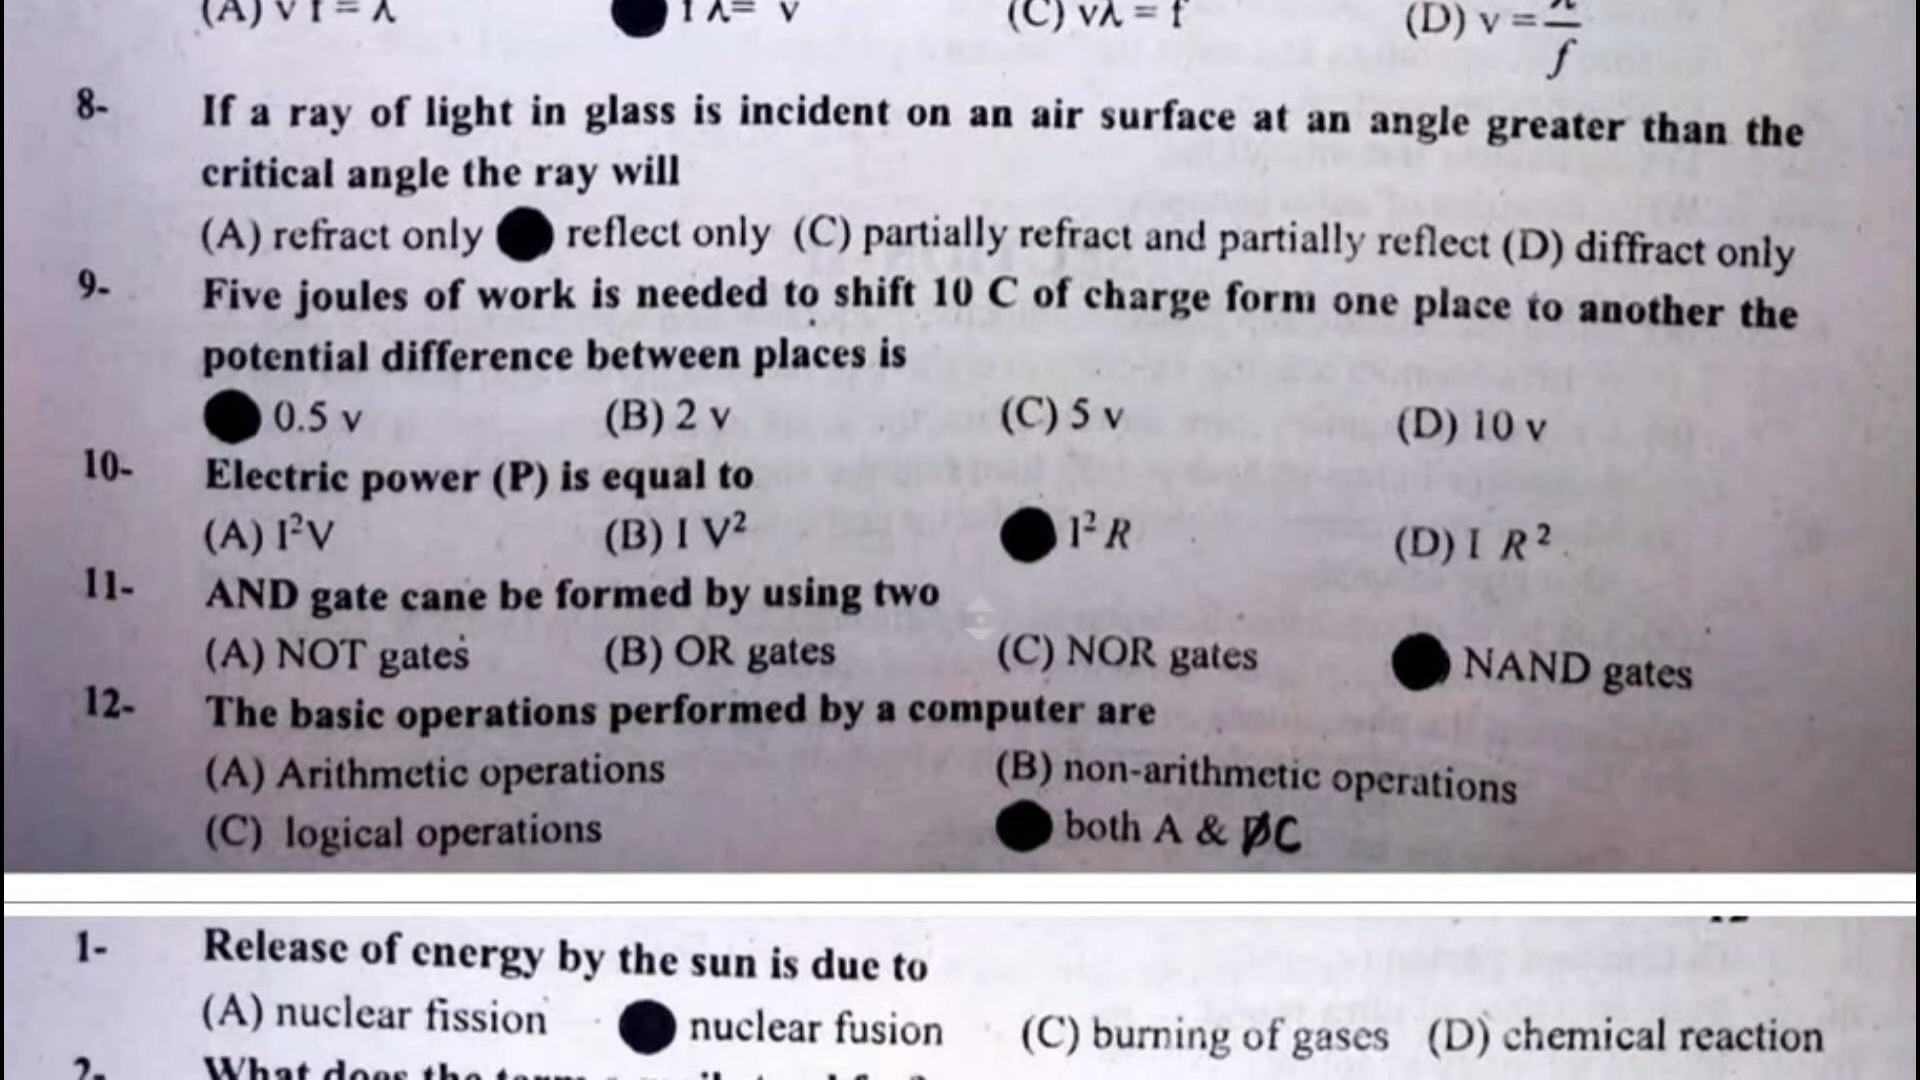 (A) v f = λ f λ= v (C) vλ = f (D) v = λ/f
8- If a ray of light in glass is incident on an air surface at an angle greater than the
critical angle the ray will
(A) refract only reflect only (C) partially refract and partially reflect (D) diffract only
9- Five joules of work is needed to shift 10 C of charge form one place to another the
potential difference between places is
0.5 v (B) 2 v (C) 5 v (D) 10 v
10- Electric power (P) is equal to
(A) I²V (B) I V² I² R (D) I R²
11- AND gate cane be formed by using two
(A) NOT gates (B) OR gates (C) NOR gates NAND gates
12- The basic operations performed by a computer are
(A) Arithmetic operations (B) non-arithmetic operations
(C) logical operations both A & C
1- Release of energy by the sun is due to
(A) nuclear fission nuclear fusion (C) burning of gases (D) chemical reaction
2- What does the term